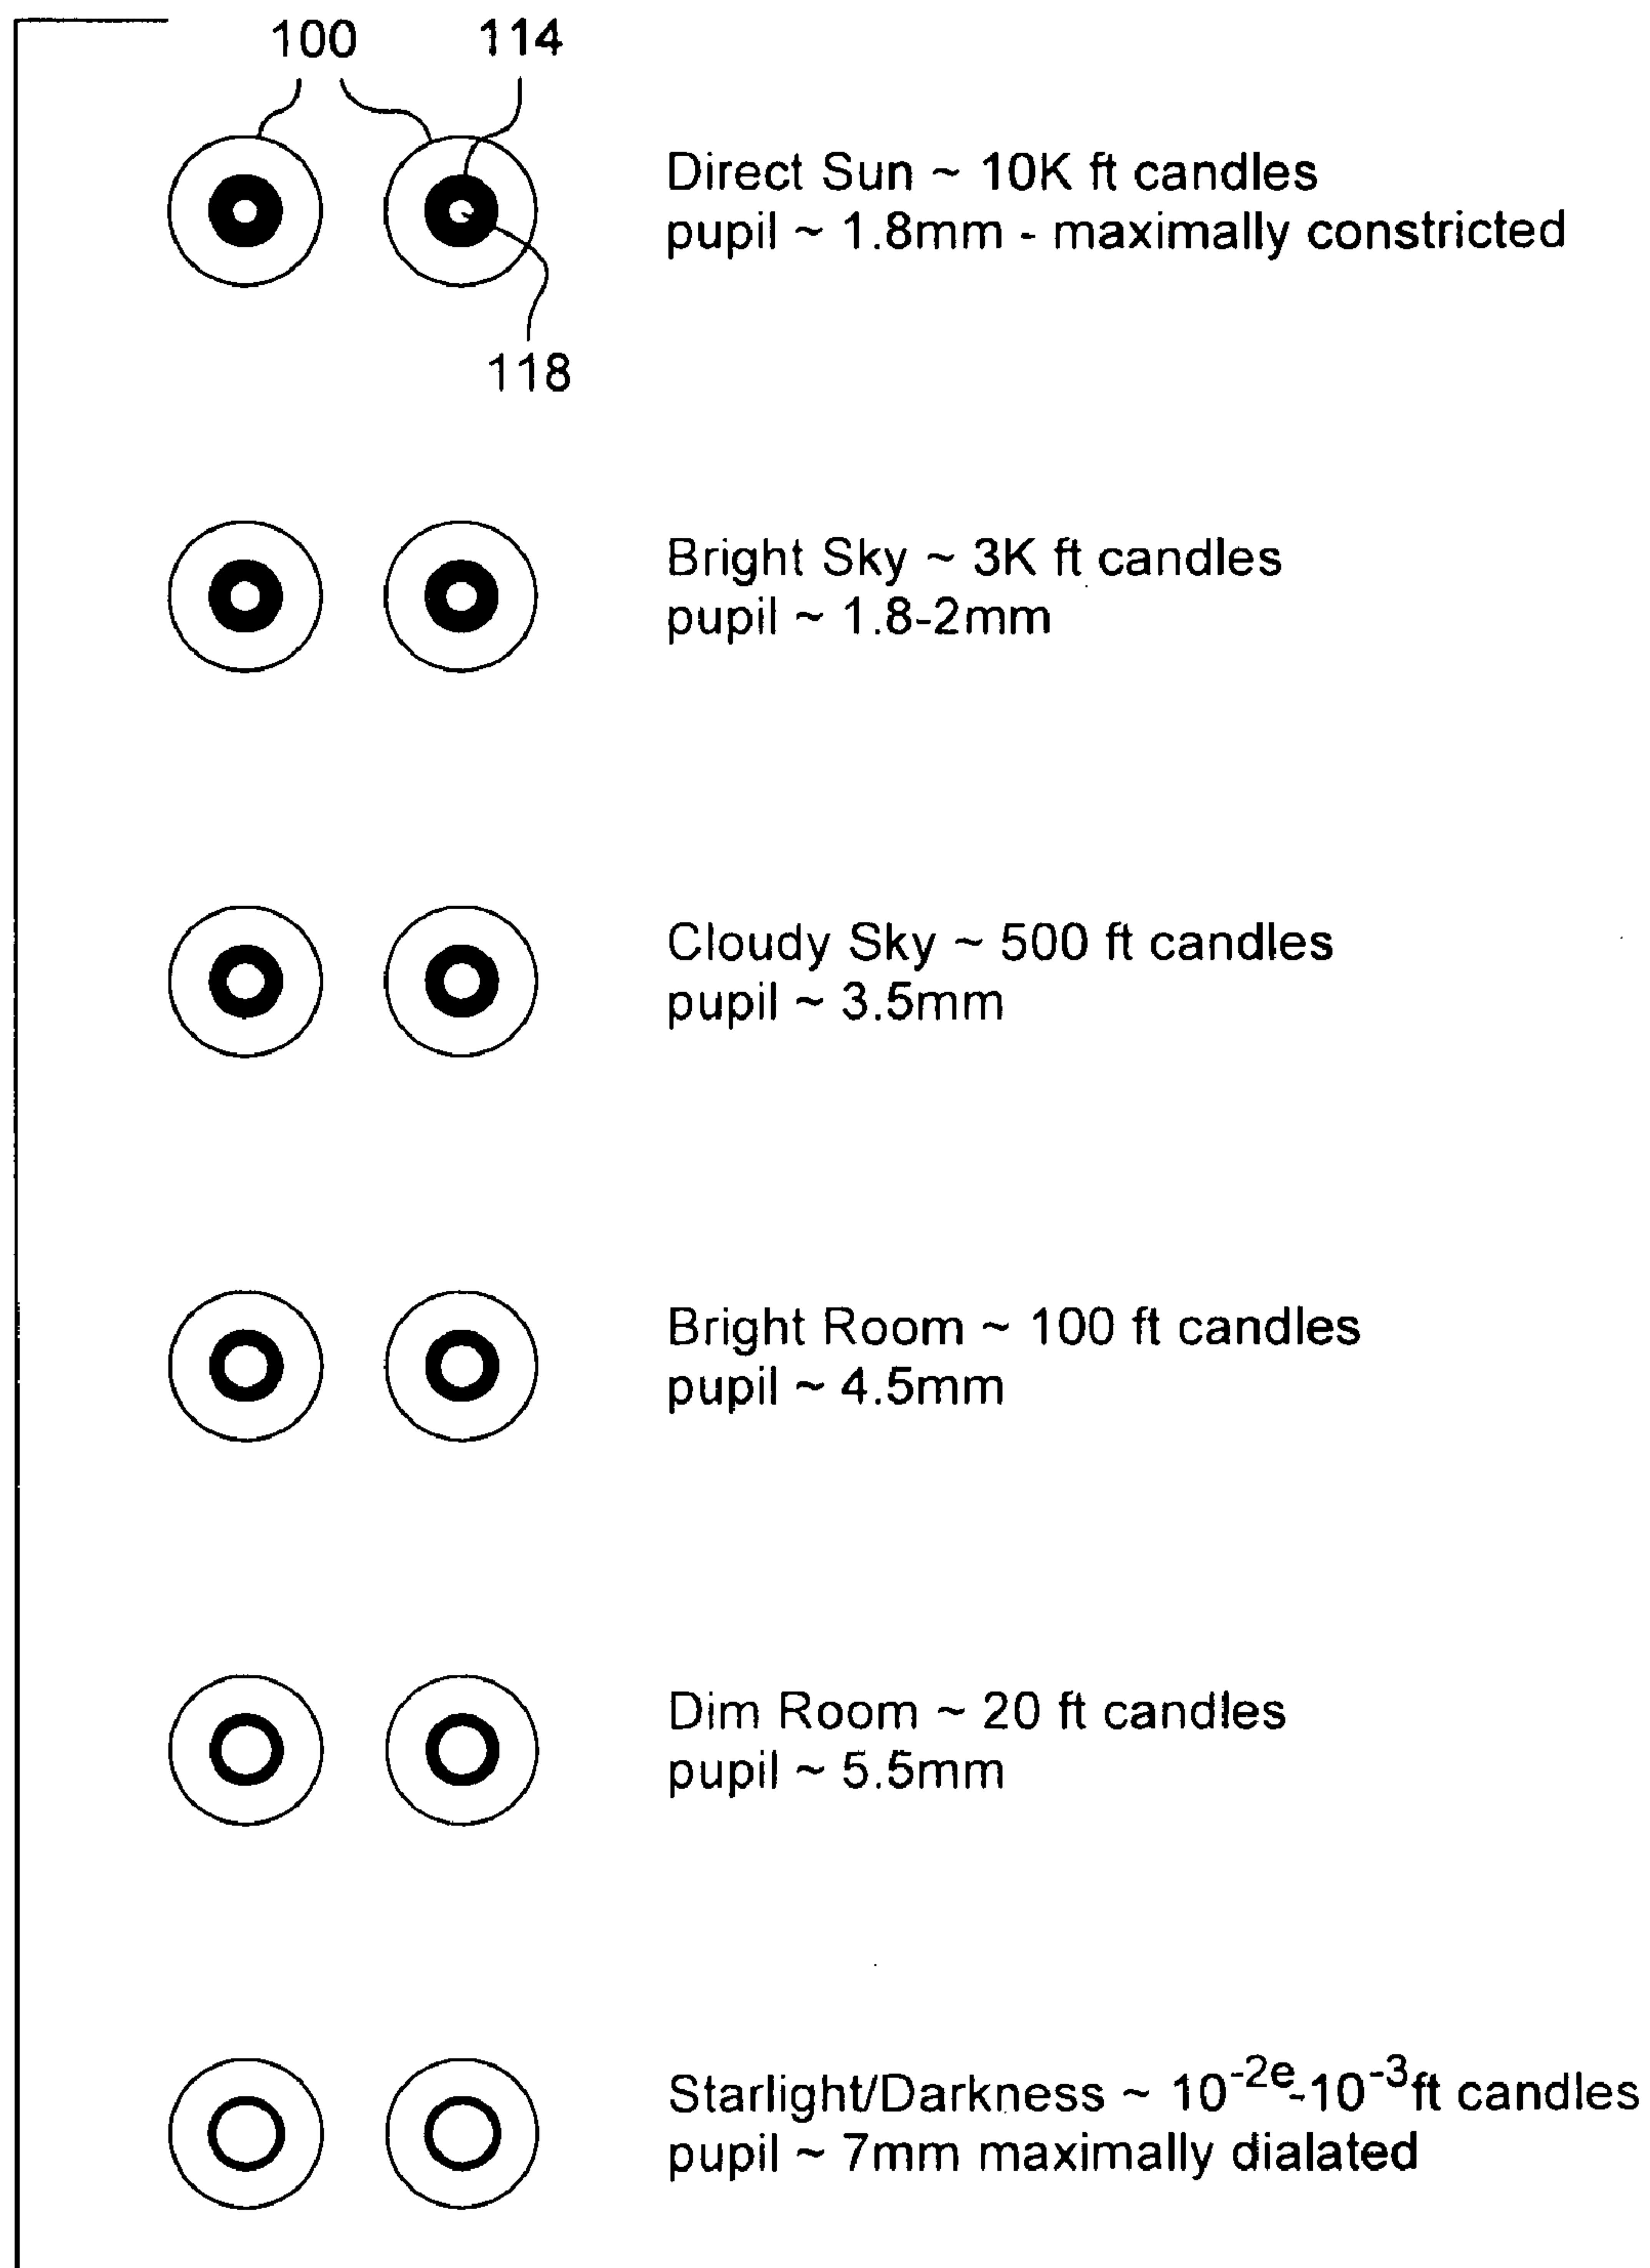 100 114
Direct Sun ~ 10K ft candles
pupil ~ 1.8mm - maximally constricted
118
Bright Sky ~ 3K ft candles
pupil ~ 1.8-2mm
Cloudy Sky ~ 500 ft candles
pupil ~ 3.5mm
Bright Room ~ 100 ft candles
pupil ~ 4.5mm
Dim Room ~ 20 ft candles
pupil ~ 5.5mm
Starlight/Darkness ~ 10⁻²ᵉ-10⁻³ft candles
pupil ~ 7mm maximally dialated